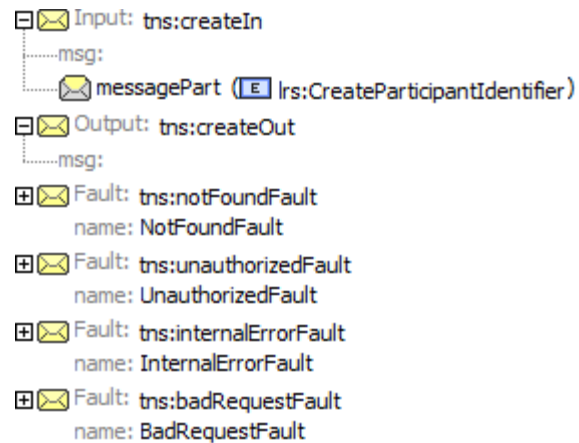 Input: tns:createIn
msg:
messagePart (E lrs:CreateParticipantIdentifier)
Output: tns:createOut
msg:
Fault: tns:notFoundFault
name: NotFoundFault
Fault: tns:unauthorizedFault
name: UnauthorizedFault
Fault: tns:internalErrorFault
name: InternalErrorFault
Fault: tns:badRequestFault
name: BadRequestFault